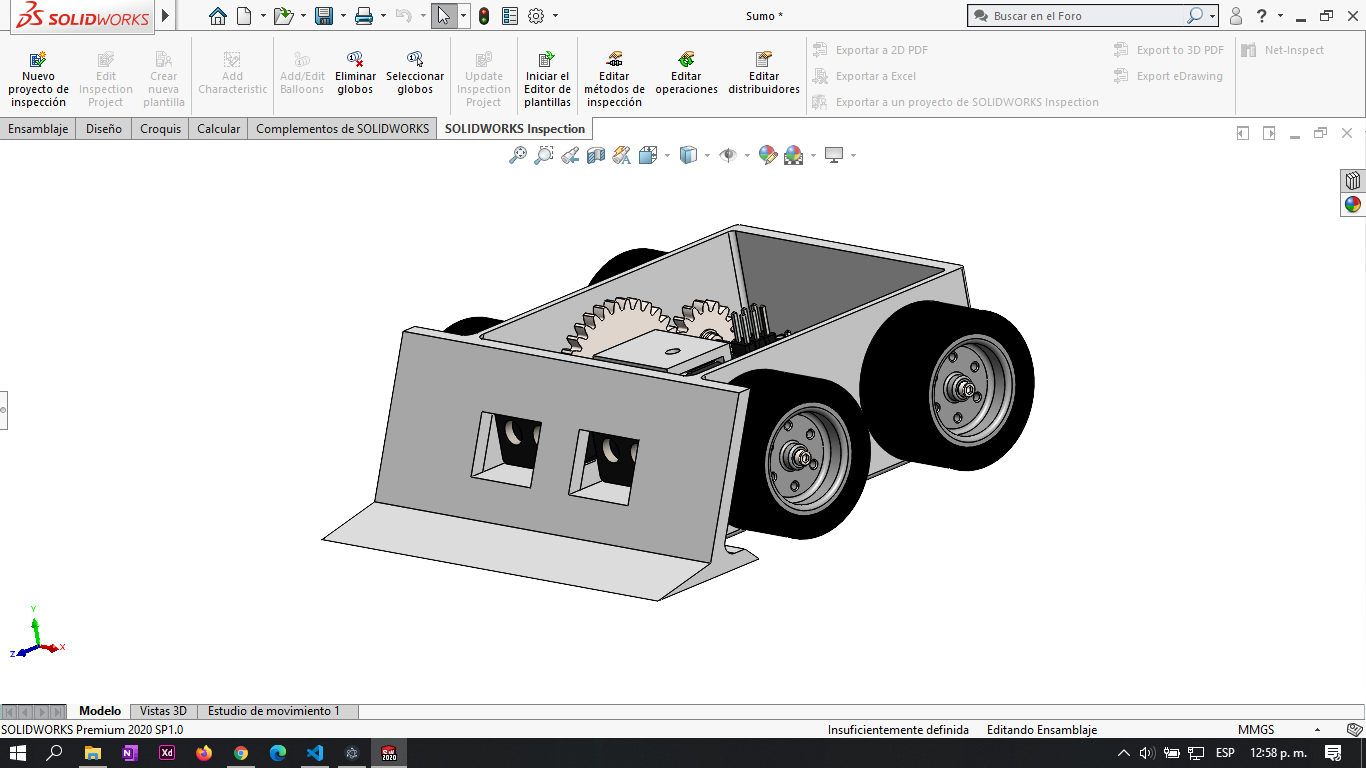 SOLIDWORKS
Sumo *
Buscar en el Foro
Nuevo proyecto de inspección
Edit Inspection Project
Crear nueva plantilla
Add Characteristic
Add/Edit Balloons
Eliminar globos
Seleccionar globos
Update Inspection Project
Iniciar el Editor de plantillas
Editar métodos de inspección
Editar operaciones
Editar distribuidores
Exportar a 2D PDF
Exportar a Excel
Exportar a un proyecto de SOLIDWORKS Inspection
Export to 3D PDF
Export eDrawing
Net-Inspect
Ensamblaje
Diseño
Croquis
Calcular
Complementos de SOLIDWORKS
SOLIDWORKS Inspection
Y
X
Z
Modelo
Vistas 3D
Estudio de movimiento 1
SOLIDWORKS Premium 2020 SP1.0
Insuficientemente definida
Editando Ensamblaje
MMGS
N
Xd
SW
2020
ESP
12:58 p. m.